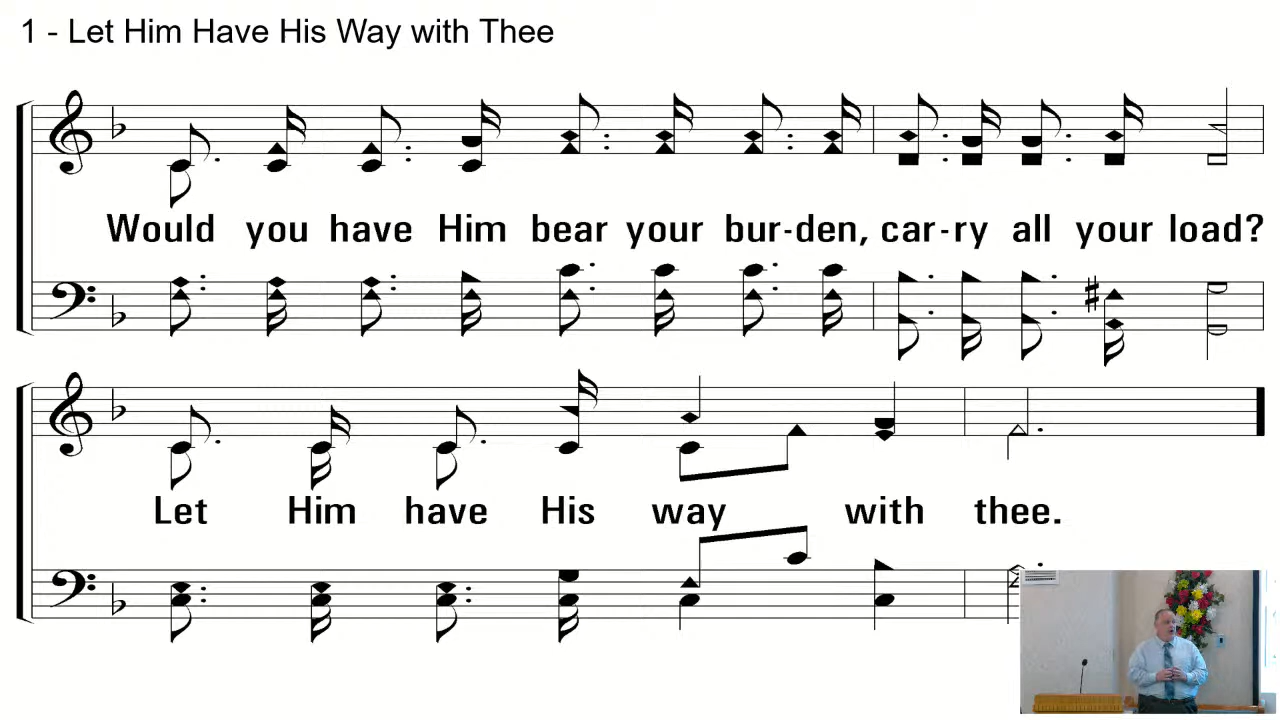 1 - Let Him Have His Way with Thee
Would you have Him bear your bur-den, car-ry all your load?
Let Him have His way with thee.